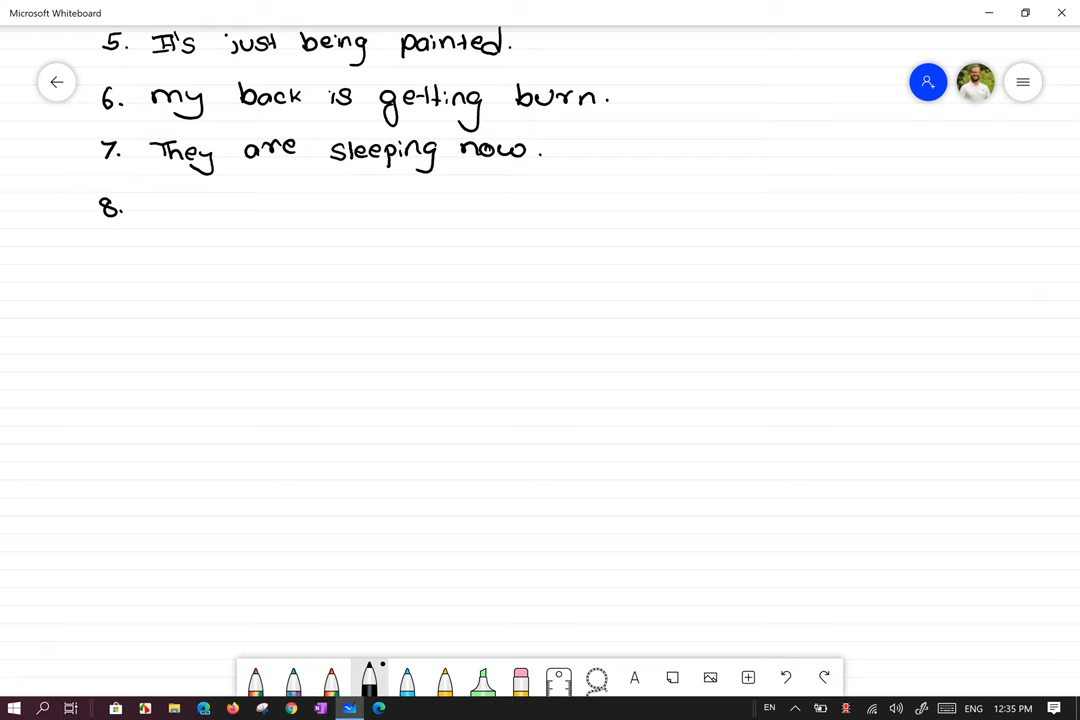 Microsoft Whiteboard
5. It's just being painted.
6. my back is getting burn.
7. They are sleeping now.
8.
A
EN
ENG
12:35 PM